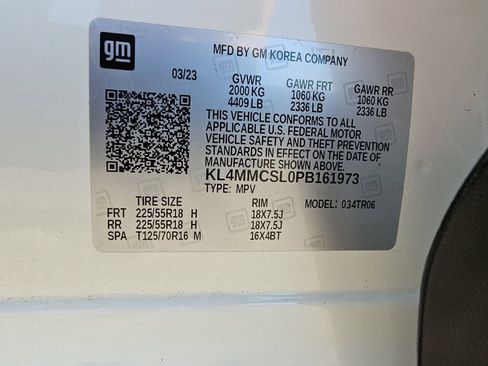 gm
MFD BY GM KOREA COMPANY
03/23 GVWR GAWR FRT GAWR RR
2000 KG 1060 KG 1060 KG
4409 LB 2336 LB 2336 LB
THIS VEHICLE CONFORMS TO ALL
APPLICABLE U.S. FEDERAL MOTOR
VEHICLE SAFETY AND THEFT PREVENTION
STANDARDS IN EFFECT ON THE DATE OF
MANUFACTURE SHOWN ABOVE.
KL4MMCSL0PB161973
TYPE: MPV
TIRE SIZE RIM MODEL: 034TR06
FRT 225/55R18 H 18X7.5J
RR 225/55R18 H 18X7.5J
SPA T125/70R16 M 16X4BT